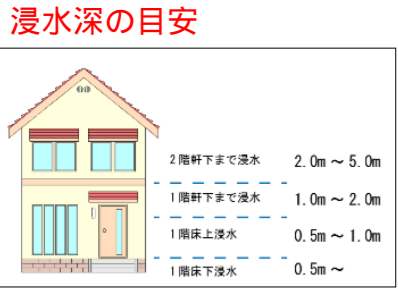 浸水深の目安
2階軒下まで浸水 2.0m ～ 5.0m
1階軒下まで浸水 1.0m ～ 2.0m
1階床上浸水 0.5m ～ 1.0m
1階床下浸水 0.5m ～